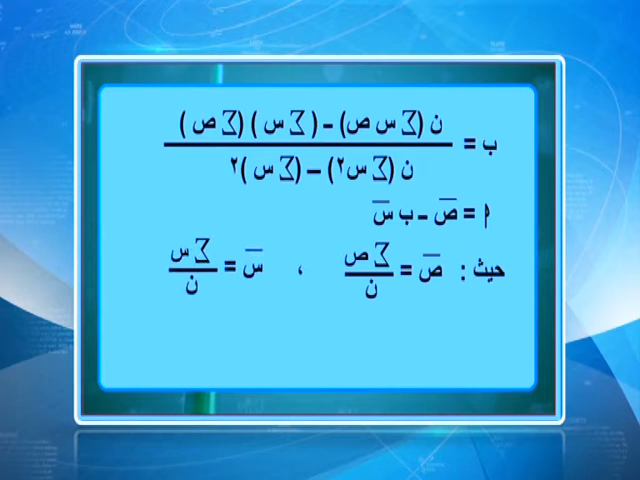 ب = ن (∑ س ص) – (∑ س) (∑ ص) / ن (∑ س٢) – (∑ س)٢
م = ص̅ – ب س̅
حيث : ص̅ = ∑ ص / ن ، س̅ = ∑ س / ن